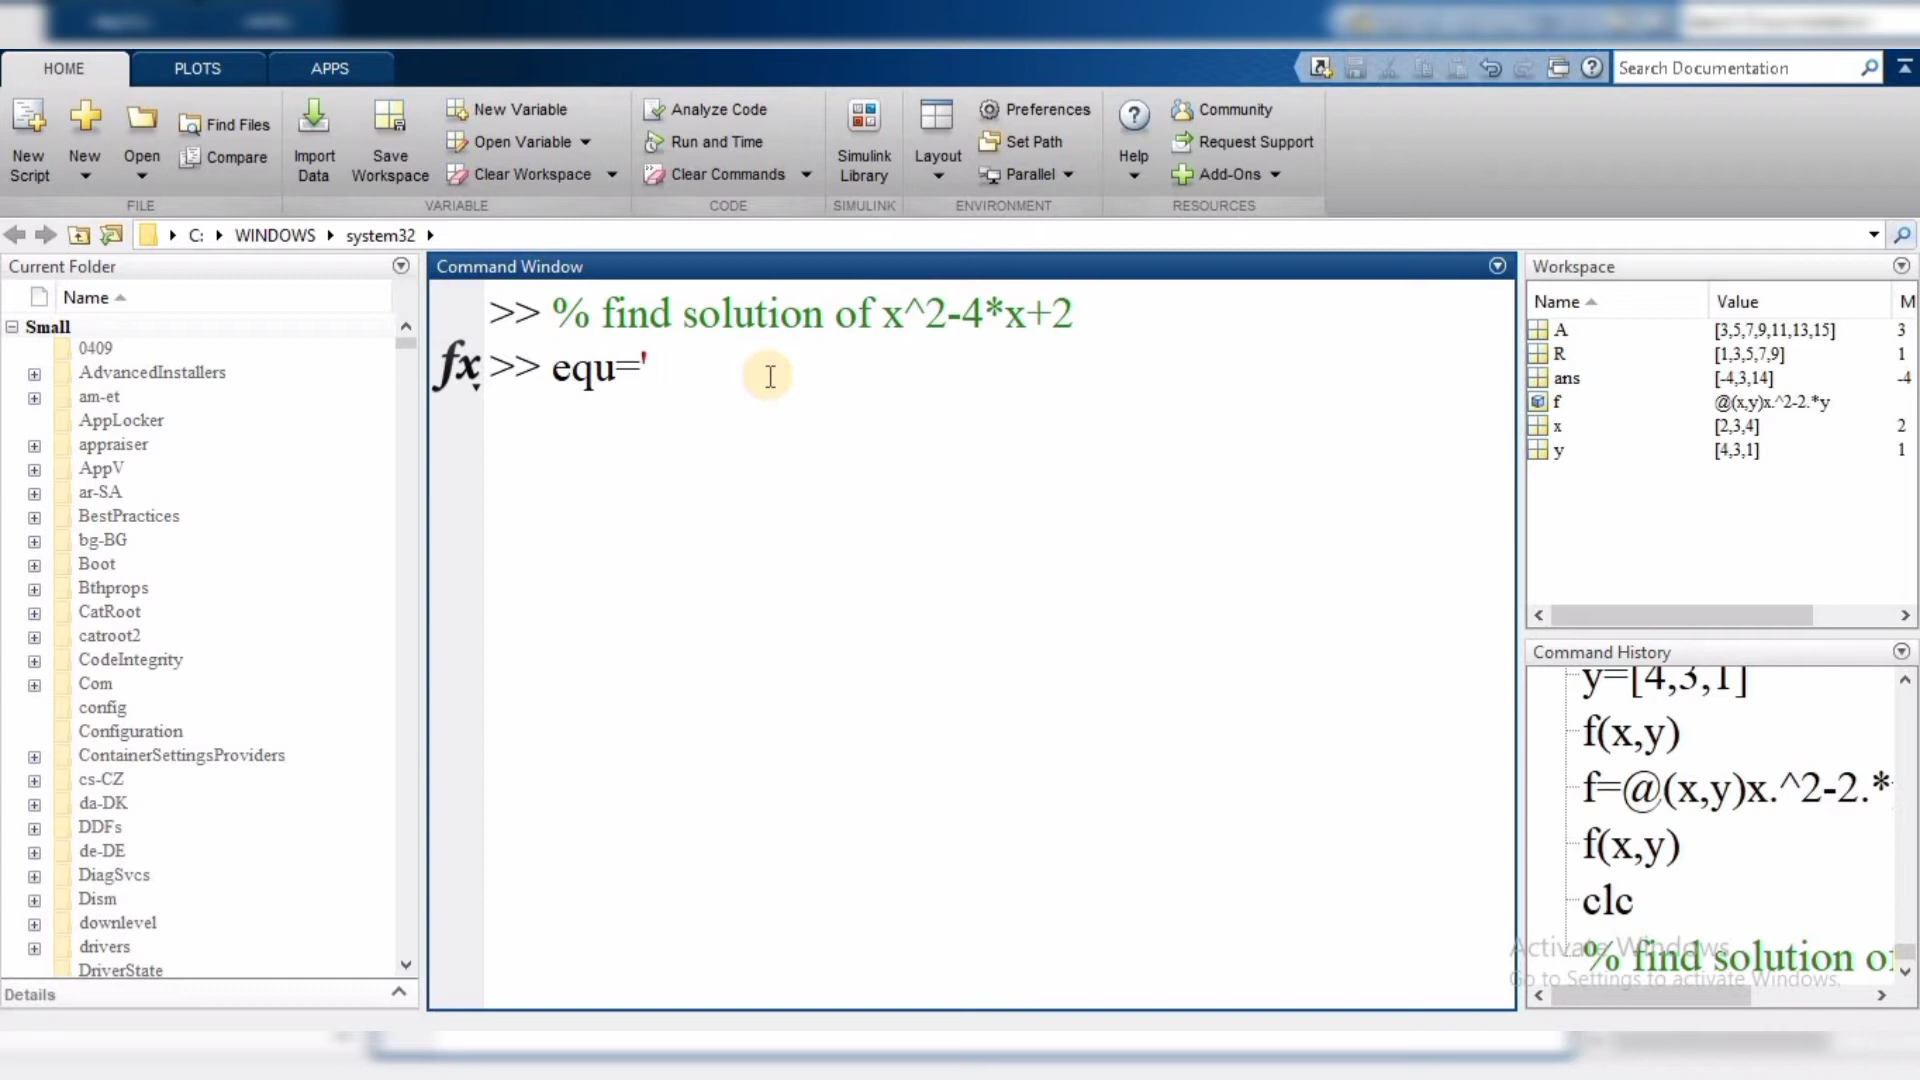 HOME PLOTS APPS Search Documentation
New Script New Open Find Files Compare
Import Data Save Workspace New Variable Open Variable Clear Workspace
Analyze Code Run and Time Clear Commands
Simulink Library Layout Preferences Set Path Parallel
Help Community Request Support Add-Ons
FILE VARIABLE CODE SIMULINK ENVIRONMENT RESOURCES
C: WINDOWS system32
Current Folder
Name
Small
0409
AdvancedInstallers
am-et
AppLocker
appraiser
AppV
ar-SA
BestPractices
bg-BG
Boot
Bthprops
CatRoot
catroot2
CodeIntegrity
Com
config
Configuration
ContainerSettingsProviders
cs-CZ
da-DK
DDFs
de-DE
DiagSvcs
Dism
downlevel
drivers
DriverState
Details
Command Window
>> % find solution of x^2-4*x+2
fx >> equ='
Workspace
Name Value M
A [3,5,7,9,11,13,15] 3
R [1,3,5,7,9] 1
ans [-4,3,14] -4
f @(x,y)x.^2-2.*y
x [2,3,4] 2
y [4,3,1] 1
Command History
y=[4,3,1]
f(x,y)
f=@(x,y)x.^2-2.*
f(x,y)
clc
% find solution of
Activate Windows
Go to Settings to activate Windows.